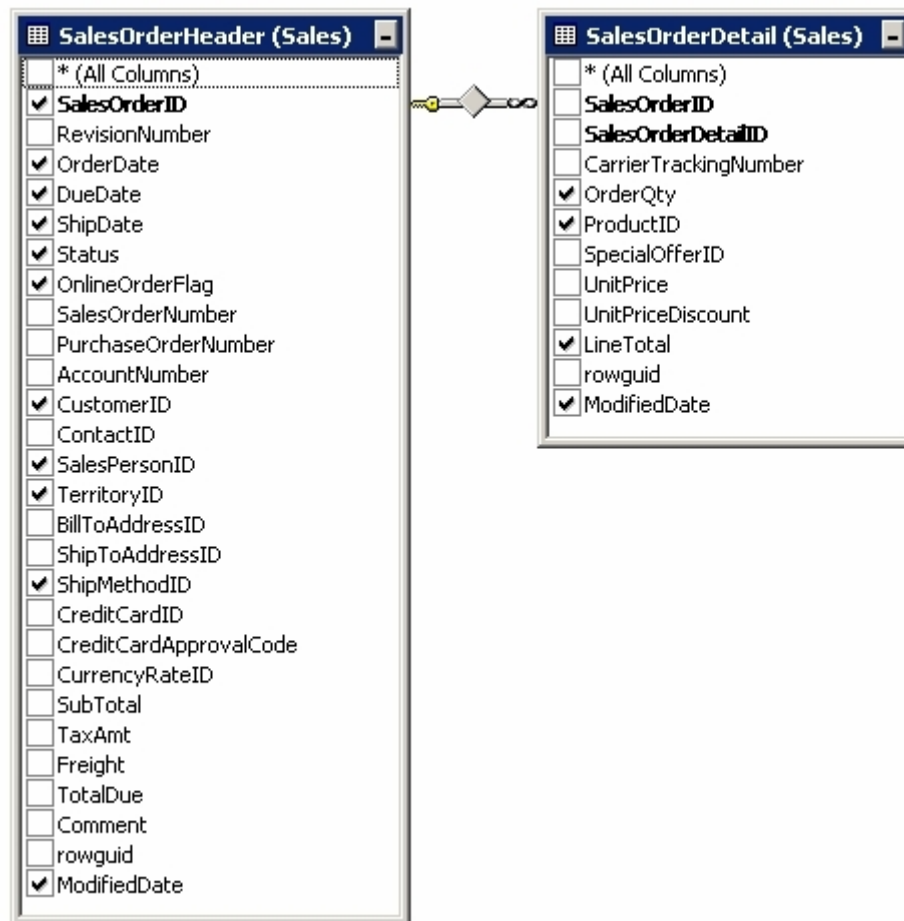 SalesOrderHeader (Sales)
* (All Columns)
SalesOrderID
RevisionNumber
OrderDate
DueDate
ShipDate
Status
OnlineOrderFlag
SalesOrderNumber
PurchaseOrderNumber
AccountNumber
CustomerID
ContactID
SalesPersonID
TerritoryID
BillToAddressID
ShipToAddressID
ShipMethodID
CreditCardID
CreditCardApprovalCode
CurrencyRateID
SubTotal
TaxAmt
Freight
TotalDue
Comment
rowguid
ModifiedDate
SalesOrderDetail (Sales)
* (All Columns)
SalesOrderID
SalesOrderDetailID
CarrierTrackingNumber
OrderQty
ProductID
SpecialOfferID
UnitPrice
UnitPriceDiscount
LineTotal
rowguid
ModifiedDate